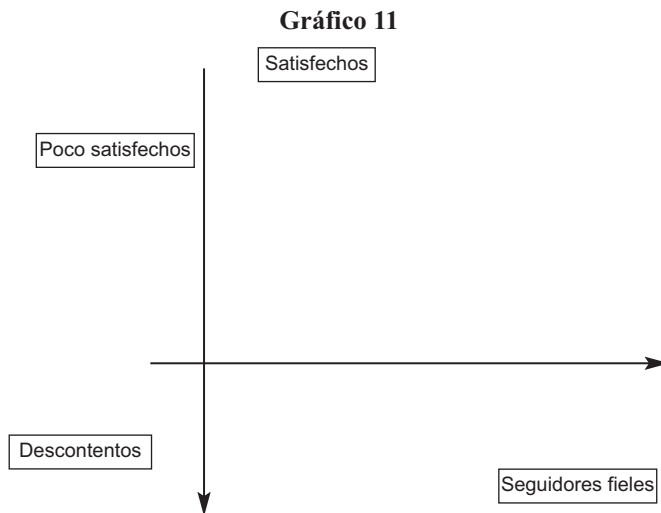 Gráfico 11
Satisfechos
Poco satisfechos
Descontentos
Seguidores fieles